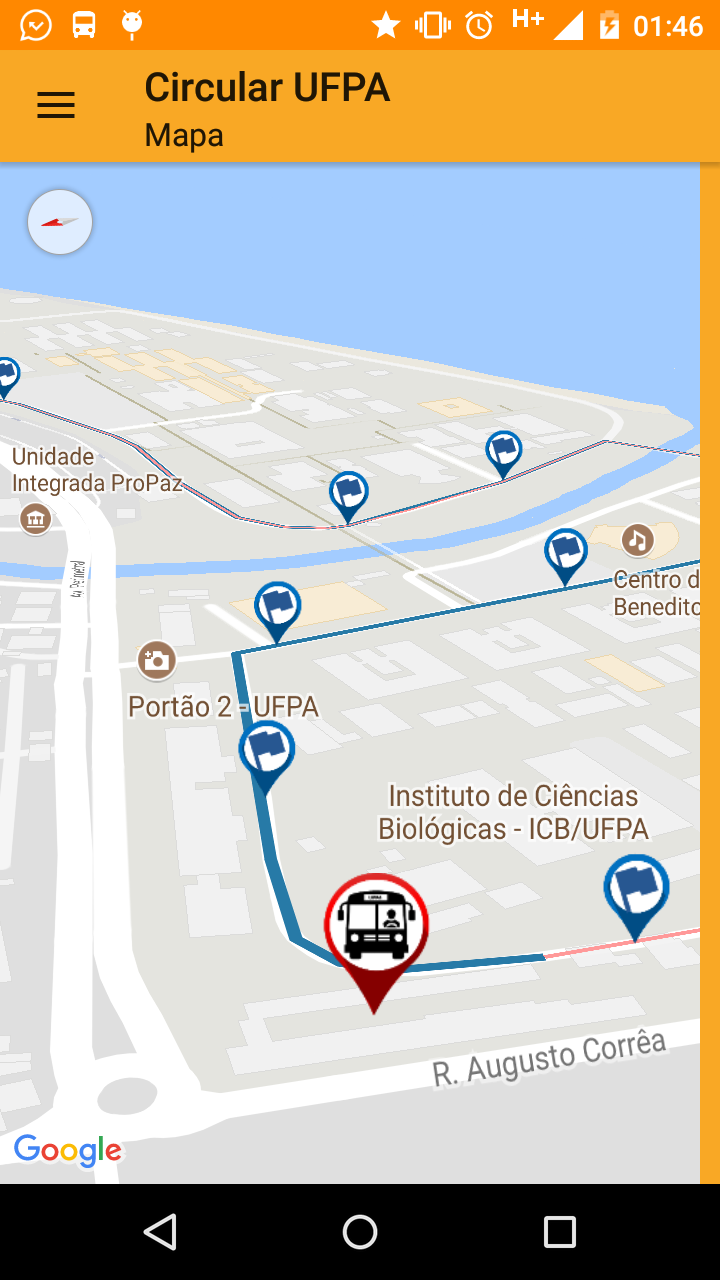 H+ 01:46
Circular UFPA
Mapa
Unidade
Integrada ProPaz
Centro d
Benedito
Portão 2 - UFPA
Instituto de Ciências
Biológicas - ICB/UFPA
R. Augusto Corrêa
Google